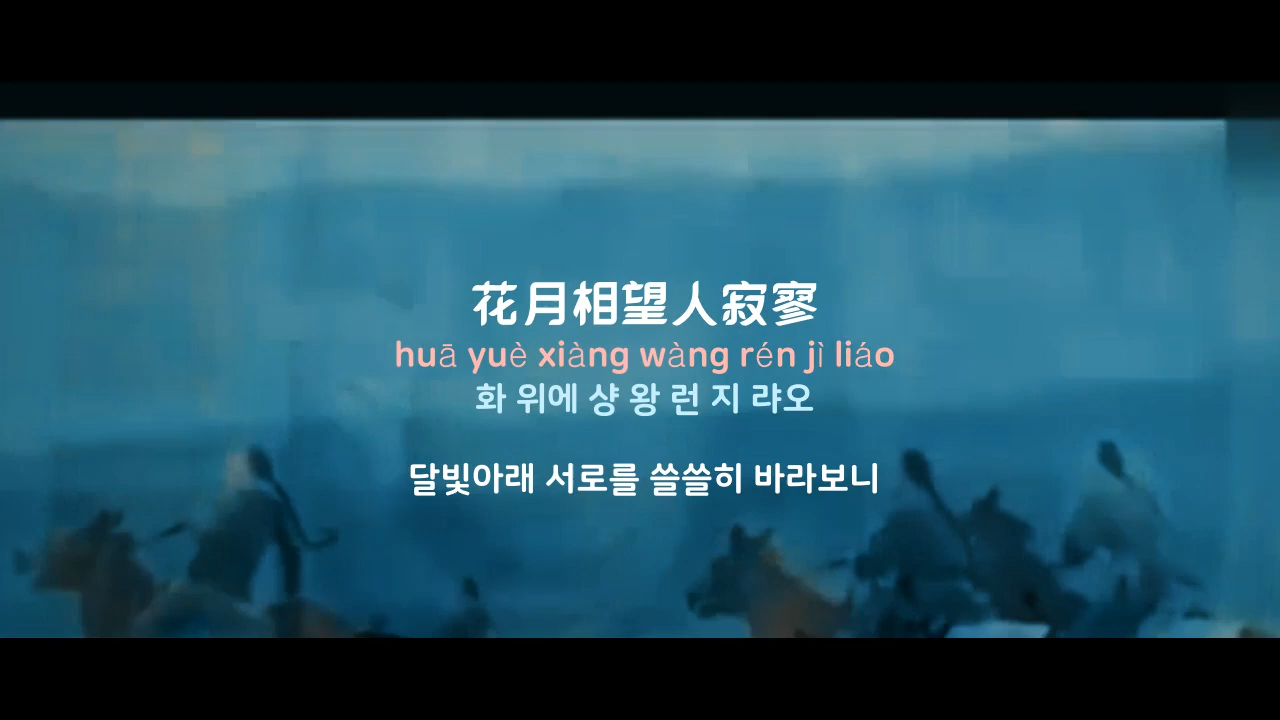 花月相望人寂寥
huā yuè xiàng wàng rén jì liáo
화 위에 샹 왕 런 지 랴오
달빛아래 서로를 쓸쓸히 바라보니